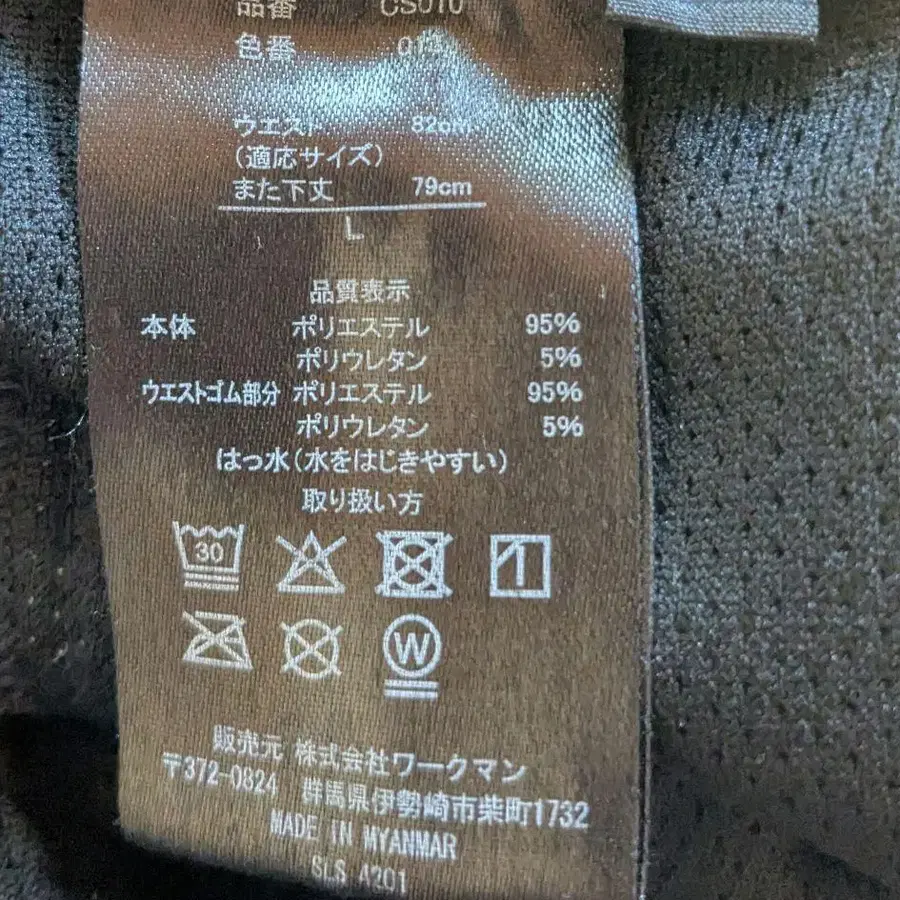 品番 CS010
色番
ウエスト 82cm
(適応サイズ)
また下丈 79cm
L
品質表示
本体 ポリエステル 95%
ポリウレタン 5%
ウエストゴム部分 ポリエステル 95%
ポリウレタン 5%
はっ水(水をはじきやすい)
取り扱い方
30
W
販売元 株式会社ワークマン
〒372-0824 群馬県伊勢崎市柴町1732
MADE IN MYANMAR
SLS 4201